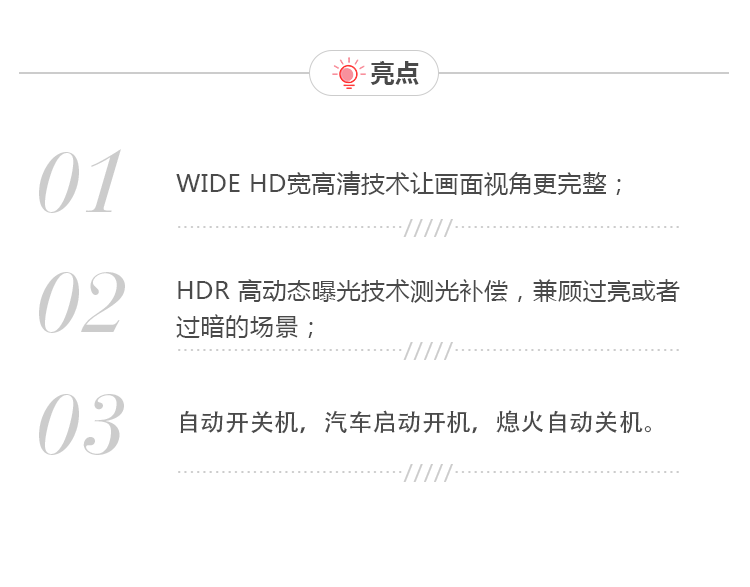 亮点
01
WIDE HD宽高清技术让画面视角更完整；
02
HDR 高动态曝光技术测光补偿，兼顾过亮或者
过暗的场景；
03
自动开关机，汽车启动开机，熄火自动关机。